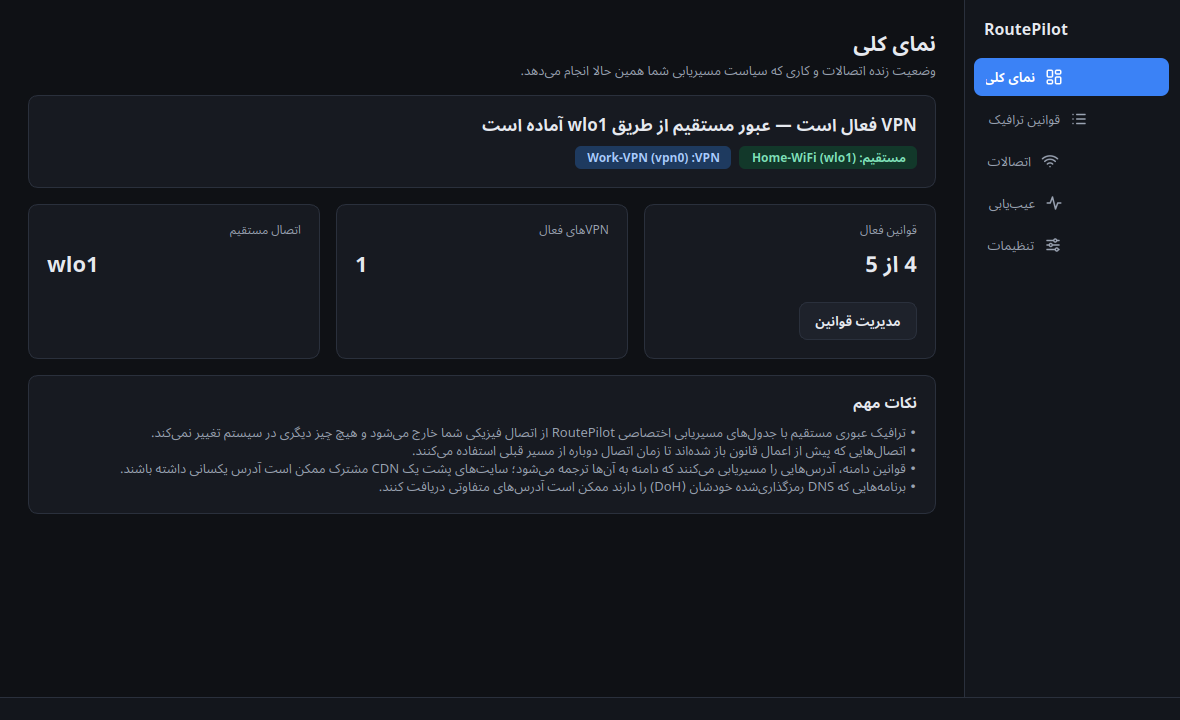 RoutePilot
نمای کلی
قوانین ترافیک
اتصالات
عیب‌یابی
تنظیمات
نمای کلی
وضعیت زنده اتصالات و کاری که سیاست مسیریابی شما همین حالا انجام می‌دهد.
VPN فعال است — عبور مستقیم از طریق wlo1 آماده است
مستقیم: Home-WiFi (wlo1)
VPN: Work-VPN (vpn0)
قوانین فعال
4 از 5
مدیریت قوانین
VPNهای فعال
1
اتصال مستقیم
wlo1
نکات مهم
• ترافیک عبوری مستقیم با جدول‌های مسیریابی اختصاصی RoutePilot از اتصال فیزیکی شما خارج می‌شود و هیچ چیز دیگری در سیستم تغییر نمی‌کند.
• اتصال‌هایی که پیش از اعمال قانون باز شده‌اند تا زمان اتصال دوباره از مسیر قبلی استفاده می‌کنند.
• قوانین دامنه، آدرس‌هایی را مسیریابی می‌کنند که دامنه به آن‌ها ترجمه می‌شود؛ سایت‌های پشت یک CDN مشترک ممکن است آدرس یکسانی داشته باشند.
• برنامه‌هایی که DNS رمزگذاری‌شده خودشان (DoH) را دارند ممکن است آدرس‌های متفاوتی دریافت کنند.